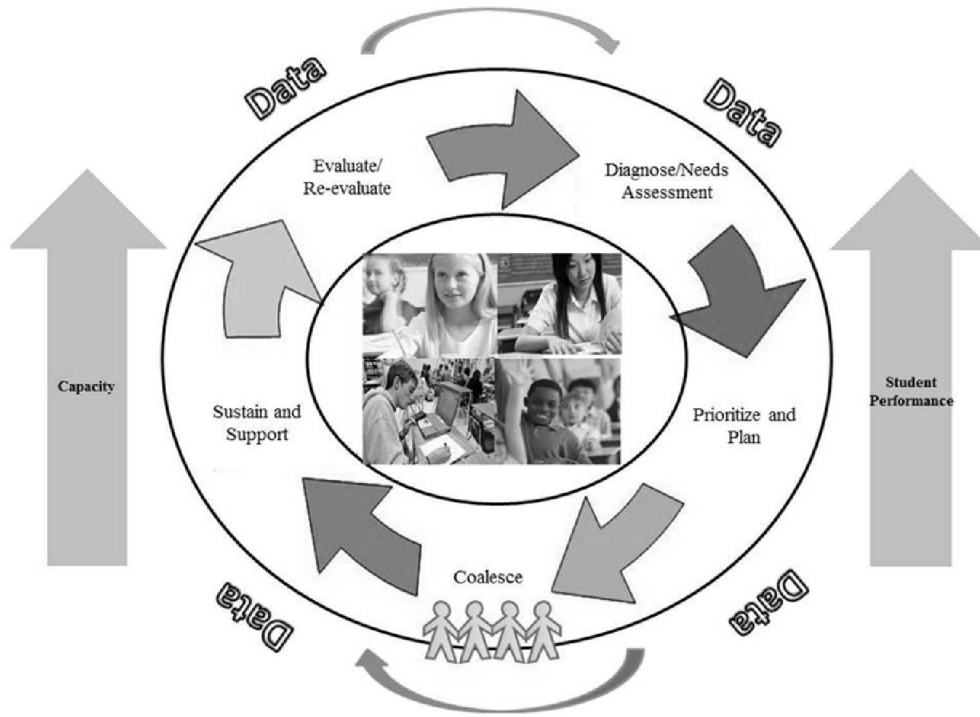 Data
Data
Evaluate/
Re-evaluate
Diagnose/Needs
Assessment
Capacity
Student
Performance
Sustain and
Support
Prioritize and
Plan
Coalesce
Data
Data